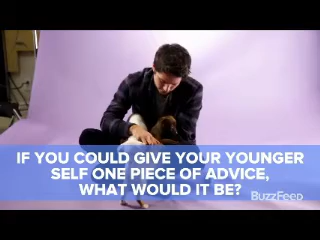 IF YOU COULD GIVE YOUR YOUNGER
SELF ONE PIECE OF ADVICE,
WHAT WOULD IT BE?
BuzzFeeD